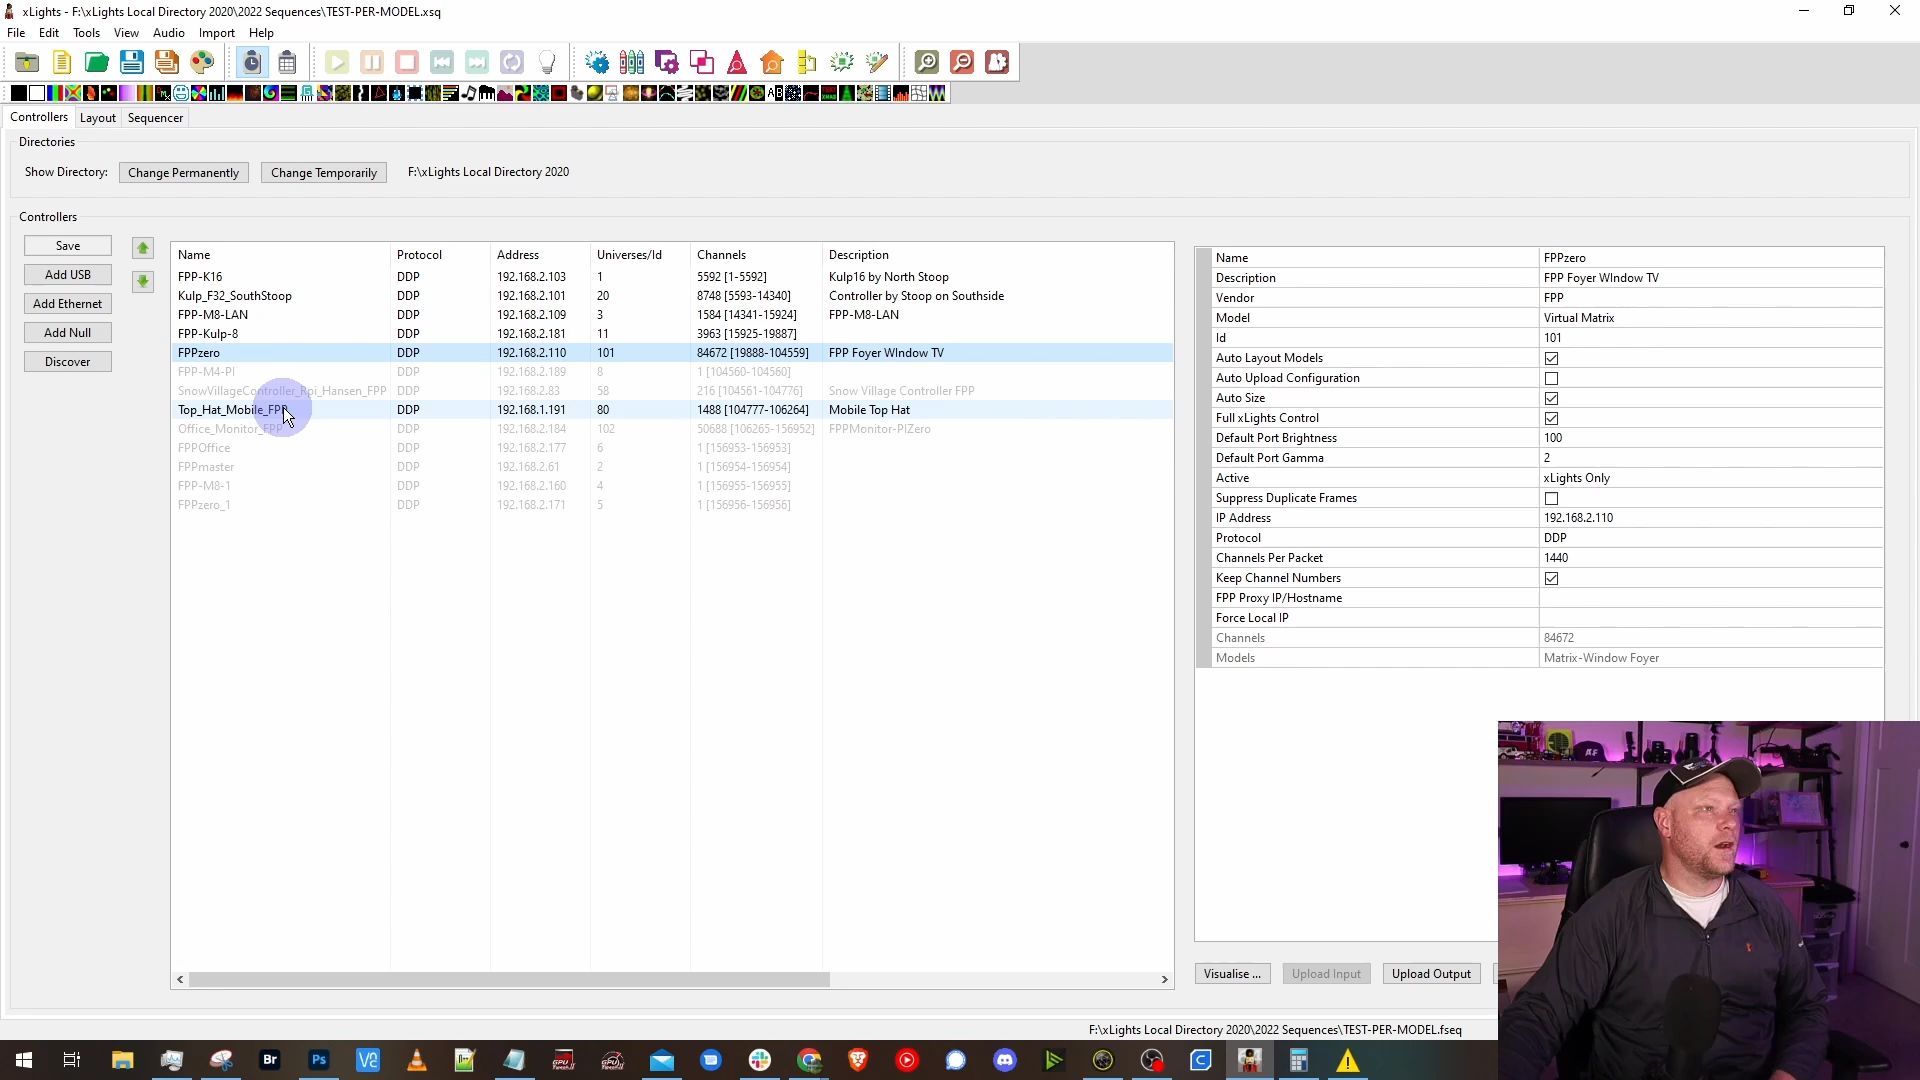 xLights - F:\xLights Local Directory 2020\2022 Sequences\TEST-PER-MODEL.xsq
File Edit Tools View Audio Import Help
Controllers Layout Sequencer
Directories
Show Directory: Change Permanently Change Temporarily F:\xLights Local Directory 2020
Controllers
Save
Add USB
Add Ethernet
Add Null
Discover
Name Protocol Address Universes/Id Channels Description
FPP-K16 DDP 192.168.2.103 1 5592 [1-5592] Kulp16 by North Stoop
Kulp_F32_SouthStoop DDP 192.168.2.101 20 8748 [5593-14340] Controller by Stoop on Southside
FPP-M8-LAN DDP 192.168.2.109 3 1584 [14341-15924] FPP-M8-LAN
FPP-Kulp-8 DDP 192.168.2.181 11 3963 [15925-19887]
FPPzero DDP 192.168.2.110 101 84672 [19888-104559] FPP Foyer WIndow TV
FPP-M4-PI DDP 192.168.2.189 8 1 [104560-104560]
SnowVillageController_Rpi_Hansen_FPP DDP 192.168.2.83 58 216 [104561-104776] Snow Village Controller FPP
Top_Hat_Mobile_FPP DDP 192.168.1.191 80 1488 [104777-106264] Mobile Top Hat
Office_Monitor_FPP DDP 192.168.2.184 102 50688 [106265-156952] FPPMonitor-PIZero
FPPOffice DDP 192.168.2.177 6 1 [156953-156953]
FPPmaster DDP 192.168.2.61 2 1 [156954-156954]
FPP-M8-1 DDP 192.168.2.160 4 1 [156955-156955]
FPPzero_1 DDP 192.168.2.171 5 1 [156956-156956]
Name FPPzero
Description FPP Foyer WIndow TV
Vendor FPP
Model Virtual Matrix
Id 101
Auto Layout Models
Auto Upload Configuration
Auto Size
Full xLights Control
Default Port Brightness 100
Default Port Gamma 2
Active xLights Only
Suppress Duplicate Frames
IP Address 192.168.2.110
Protocol DDP
Channels Per Packet 1440
Keep Channel Numbers
FPP Proxy IP/Hostname
Force Local IP
Channels 84672
Models Matrix-Window Foyer
Visualise ... Upload Input Upload Output
F:\xLights Local Directory 2020\2022 Sequences\TEST-PER-MODEL.fseq
Br Ps